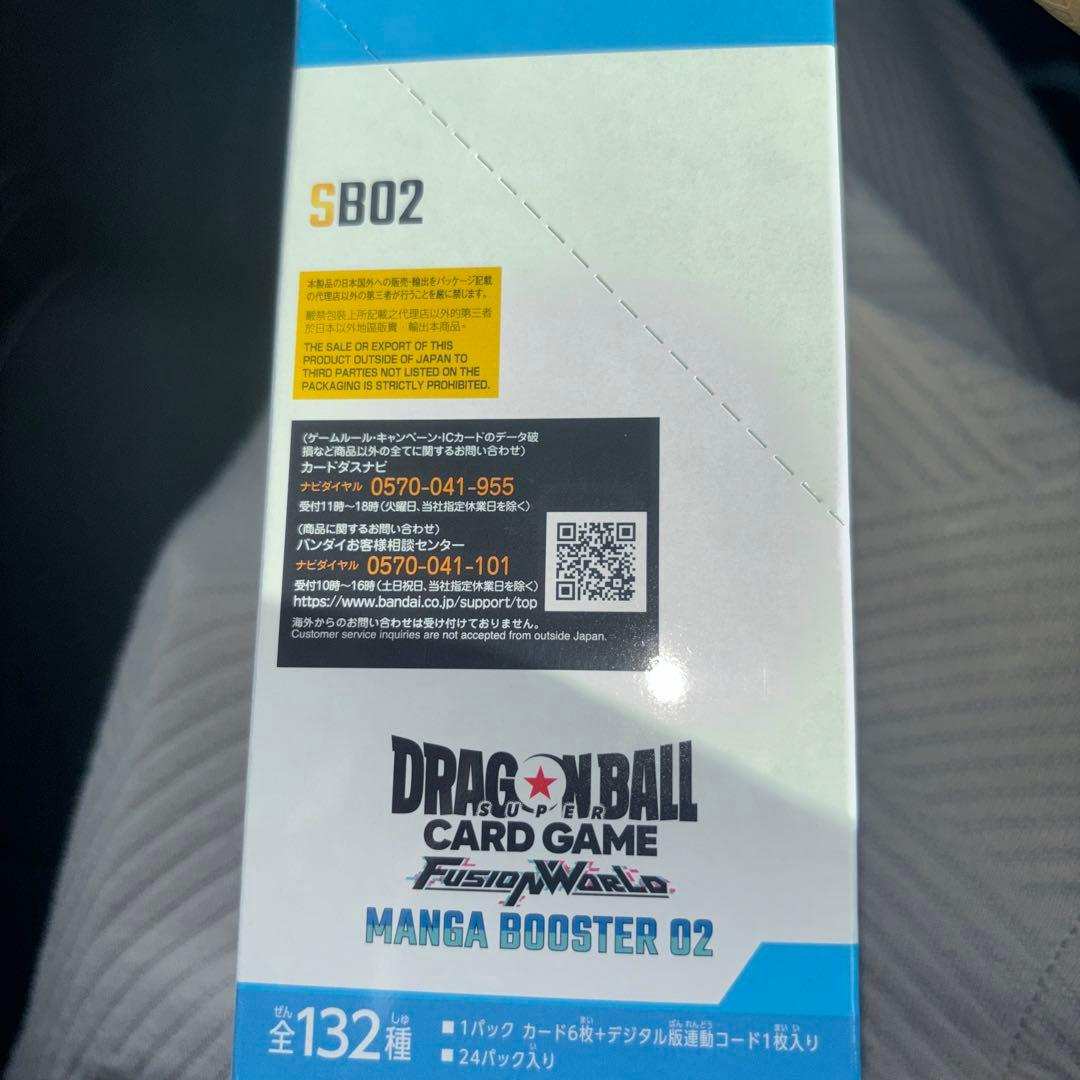 SB02
本製品の日本国外への販売・輸出をパッケージ記載
の代理店以外の第三者が行うことを厳に禁じます。
嚴禁包裝上所記載之代理店以外的第三者
於日本以外地區販賣・輸出本商品。
THE SALE OR EXPORT OF THIS
PRODUCT OUTSIDE OF JAPAN TO
THIRD PARTIES NOT LISTED ON THE
PACKAGING IS STRICTLY PROHIBITED.
(ゲームルール・キャンペーン・ICカードのデータ破
損など商品以外の全てに関するお問い合わせ)
カードダスナビ
ナビダイヤル 0570-041-955
受付11時~18時(火曜日、当社指定休業日を除く)
(商品に関するお問い合わせ)
バンダイお客様相談センター
ナビダイヤル 0570-041-101
受付10時~16時(土日祝日、当社指定休業日を除く)
https://www.bandai.co.jp/support/top
海外からのお問い合わせは受け付けておりません。
Customer service inquiries are not accepted from outside Japan.
DRAGON BALL
SUPER
CARD GAME
FUSION WORLD
MANGA BOOSTER 02
ぜん しゅ
全132種
まい ばん れんどう まい い
■1パック カード6枚+デジタル版連動コード1枚入り
い
■24パック入り